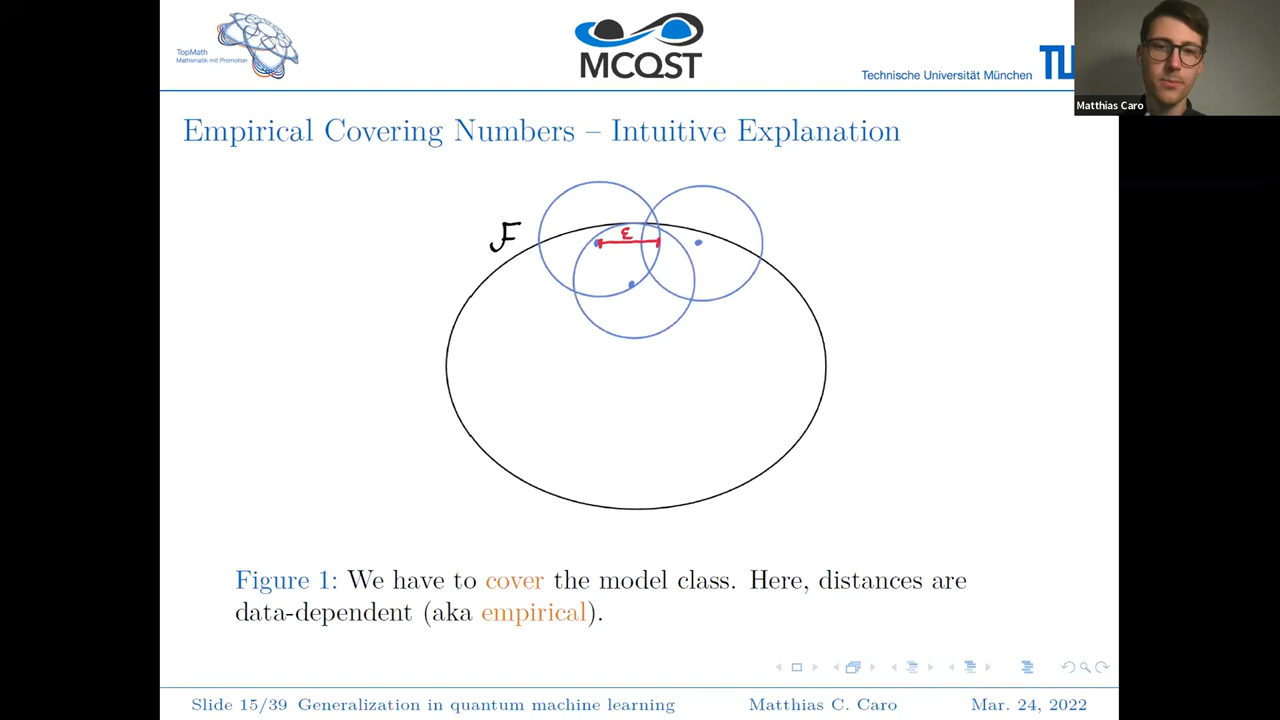 TopMath
Mathematik mit Promotion
MCQST
Technische Universität München
Matthias Caro
Empirical Covering Numbers – Intuitive Explanation
ℱ
ε
Figure 1: We have to cover the model class. Here, distances are
data-dependent (aka empirical).
Slide 15/39 Generalization in quantum machine learning Matthias C. Caro Mar. 24, 2022